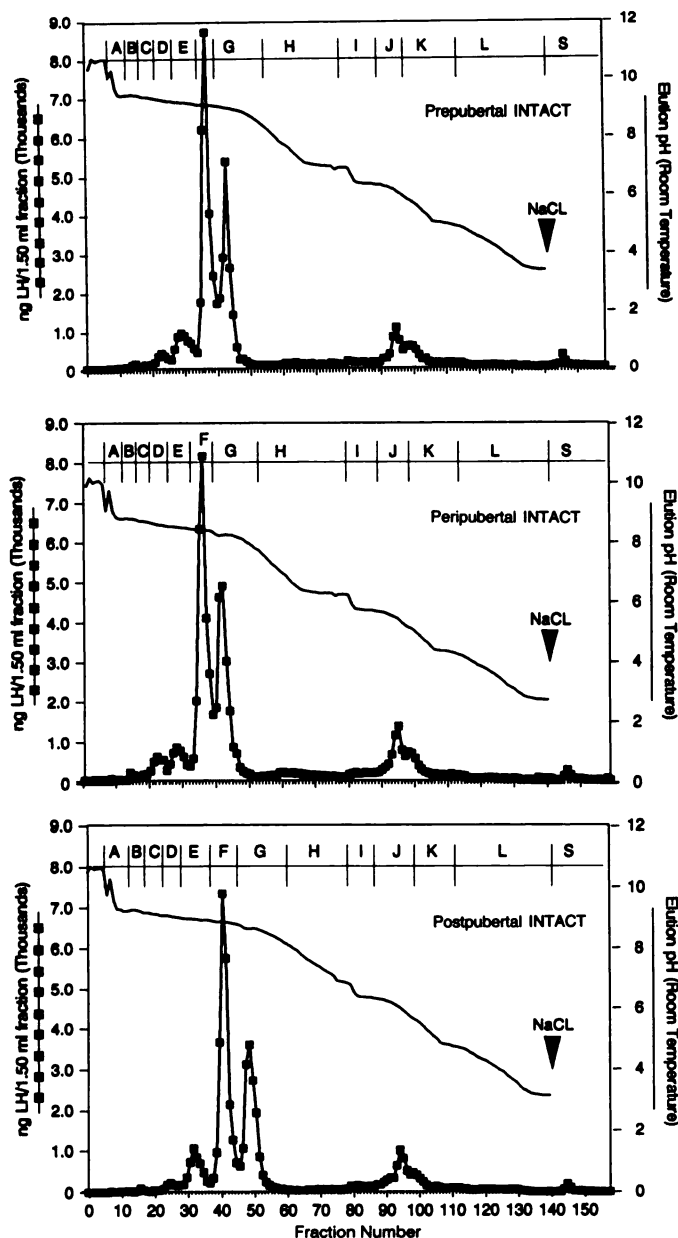 9.0 12
A B C D E G H I J K L S
8.0 10
7.0
Prepubertal INTACT
8
6.0
5.0 6
NaCL
4.0
4
3.0
2.0 2
1.0
0 0
ng LH/1.50 ml fraction (Thousands)
Elution pH (Room Temperature)
9.0 12
F
A B C D E G H I J K L S
8.0 10
7.0
Peripubertal INTACT
8
6.0
5.0 6
NaCL
4.0
4
3.0
2.0 2
1.0
0 0
ng LH/1.50 ml fraction (Thousands)
Elution pH (Room Temperature)
9.0 12
A B C D E F G H I J K L S
8.0 10
7.0
Postpubertal INTACT
8
6.0
5.0 6
NaCL
4.0
4
3.0
2.0 2
1.0
0 0
0 10 20 30 40 50 60 70 80 90 100 110 120 130 140 150
Fraction Number
ng LH/1.50 ml fraction (Thousands)
Elution pH (Room Temperature)